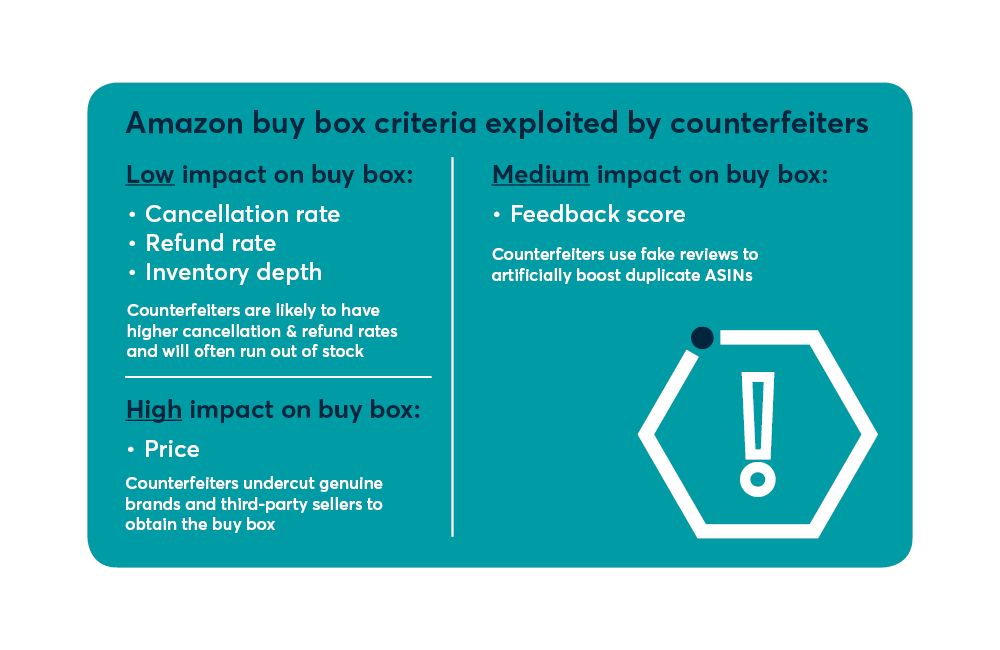 Amazon buy box criteria exploited by counterfeiters
Low impact on buy box:
• Cancellation rate
• Refund rate
• Inventory depth
Counterfeiters are likely to have
higher cancellation & refund rates
and will often run out of stock
High impact on buy box:
• Price
Counterfeiters undercut genuine
brands and third-party sellers to
obtain the buy box
Medium impact on buy box:
• Feedback score
Counterfeiters use fake reviews to
artificially boost duplicate ASINs
!